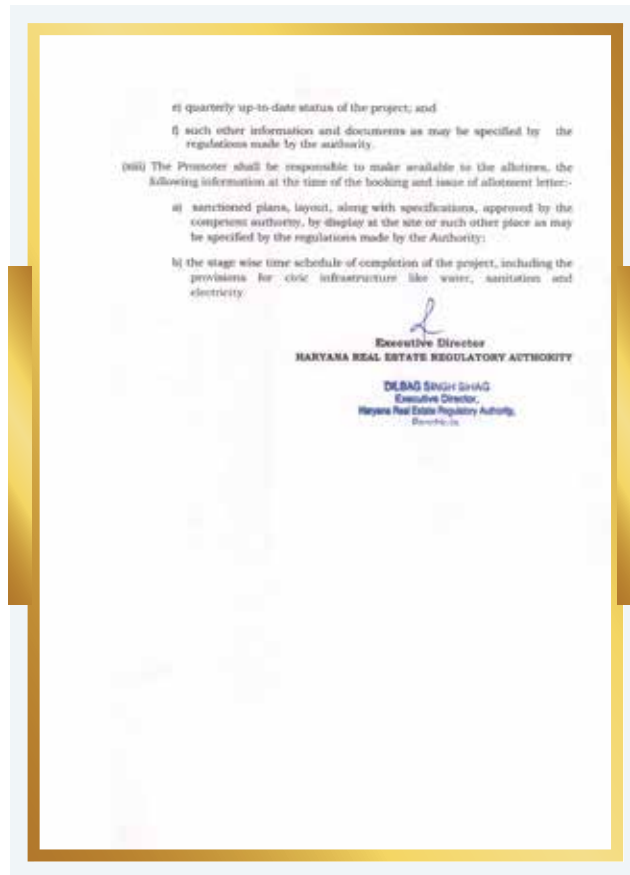 e) quarterly up-to-date status of the project; and
f) such other information and documents as may be specified by the
regulations made by the authority.
(xiii) The Promoter shall be responsible to make available to the allottees, the
following information at the time of the booking and issue of allotment letter:-
a) sanctioned plans, layout, along with specifications, approved by the
competent authority, by display at the site or such other place as may
be specified by the regulations made by the Authority;
b) the stage wise time schedule of completion of the project, including the
provisions for civic infrastructure like water, sanitation and
electricity.
Executive Director
HARYANA REAL ESTATE REGULATORY AUTHORITY
DILBAG SINGH SIHAG
Executive Director,
Haryana Real Estate Regulatory Authority,